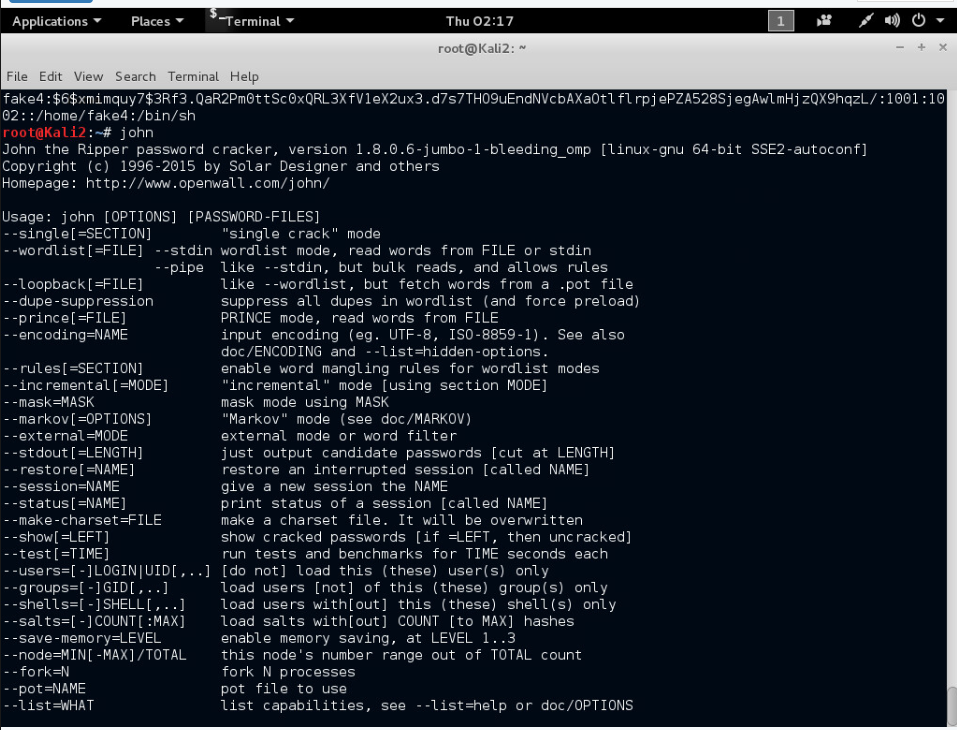 Applications Places Terminal Thu 02:17 1
root@Kali2: ~
File Edit View Search Terminal Help
fake4:$6$xmimquy7$3Rf3.QaR2Pm0ttSc0xQRL3XfV1eX2ux3.d7s7THO9uEndNVcbAXaOtlflrpjePZA528SjegAwlmHjzQX9hqzL/:1001:10
02::/home/fake4:/bin/sh
root@Kali2:~# john
John the Ripper password cracker, version 1.8.0.6-jumbo-1-bleeding_omp [linux-gnu 64-bit SSE2-autoconf]
Copyright (c) 1996-2015 by Solar Designer and others
Homepage: http://www.openwall.com/john/
Usage: john [OPTIONS] [PASSWORD-FILES]
--single[=SECTION] "single crack" mode
--wordlist[=FILE] --stdin wordlist mode, read words from FILE or stdin
--pipe like --stdin, but bulk reads, and allows rules
--loopback[=FILE] like --wordlist, but fetch words from a .pot file
--dupe-suppression suppress all dupes in wordlist (and force preload)
--prince[=FILE] PRINCE mode, read words from FILE
--encoding=NAME input encoding (eg. UTF-8, ISO-8859-1). See also
doc/ENCODING and --list=hidden-options.
--rules[=SECTION] enable word mangling rules for wordlist modes
--incremental[=MODE] "incremental" mode [using section MODE]
--mask=MASK mask mode using MASK
--markov[=OPTIONS] "Markov" mode (see doc/MARKOV)
--external=MODE external mode or word filter
--stdout[=LENGTH] just output candidate passwords [cut at LENGTH]
--restore[=NAME] restore an interrupted session [called NAME]
--session=NAME give a new session the NAME
--status[=NAME] print status of a session [called NAME]
--make-charset=FILE make a charset file. It will be overwritten
--show[=LEFT] show cracked passwords [if =LEFT, then uncracked]
--test[=TIME] run tests and benchmarks for TIME seconds each
--users=[-]LOGIN|UID[,..] [do not] load this (these) user(s) only
--groups=[-]GID[,..] load users [not] of this (these) group(s) only
--shells=[-]SHELL[,..] load users with[out] this (these) shell(s) only
--salts=[-]COUNT[:MAX] load salts with[out] COUNT [to MAX] hashes
--save-memory=LEVEL enable memory saving, at LEVEL 1..3
--node=MIN[-MAX]/TOTAL this node's number range out of TOTAL count
--fork=N fork N processes
--pot=NAME pot file to use
--list=WHAT list capabilities, see --list=help or doc/OPTIONS